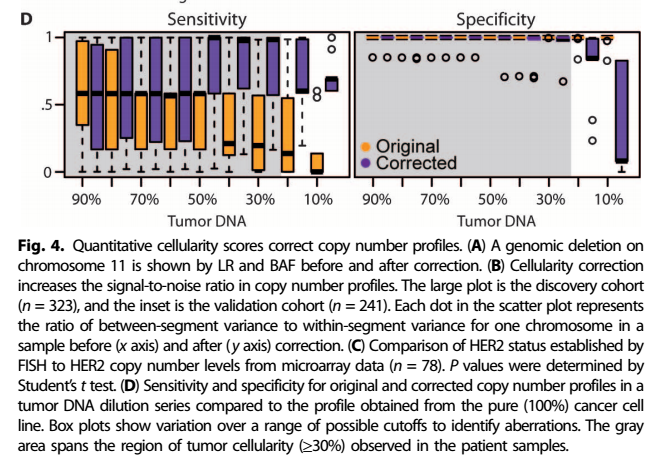 D
Sensitivity
Specificity
1
.5
0
Original
Corrected
90% 70% 50% 30% 10%
90% 70% 50% 30% 10%
Tumor DNA
Tumor DNA
Fig. 4. Quantitative cellularity scores correct copy number profiles. (A) A genomic deletion on
chromosome 11 is shown by LR and BAF before and after correction. (B) Cellularity correction
increases the signal-to-noise ratio in copy number profiles. The large plot is the discovery cohort
(n = 323), and the inset is the validation cohort (n = 241). Each dot in the scatter plot represents
the ratio of between-segment variance to within-segment variance for one chromosome in a
sample before (x axis) and after (y axis) correction. (C) Comparison of HER2 status established by
FISH to HER2 copy number levels from microarray data (n = 78). P values were determined by
Student's t test. (D) Sensitivity and specificity for original and corrected copy number profiles in a
tumor DNA dilution series compared to the profile obtained from the pure (100%) cancer cell
line. Box plots show variation over a range of possible cutoffs to identify aberrations. The gray
area spans the region of tumor cellularity (≥30%) observed in the patient samples.